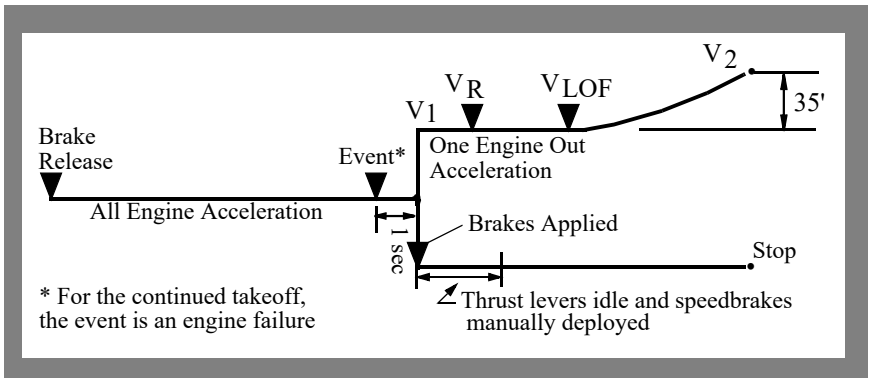 V2
VR
VLOF
35'
V1
Brake
Release
Event*
One Engine Out
Acceleration
All Engine Acceleration
1 sec
Brakes Applied
Stop
* For the continued takeoff,
the event is an engine failure
Thrust levers idle and speedbrakes
manually deployed